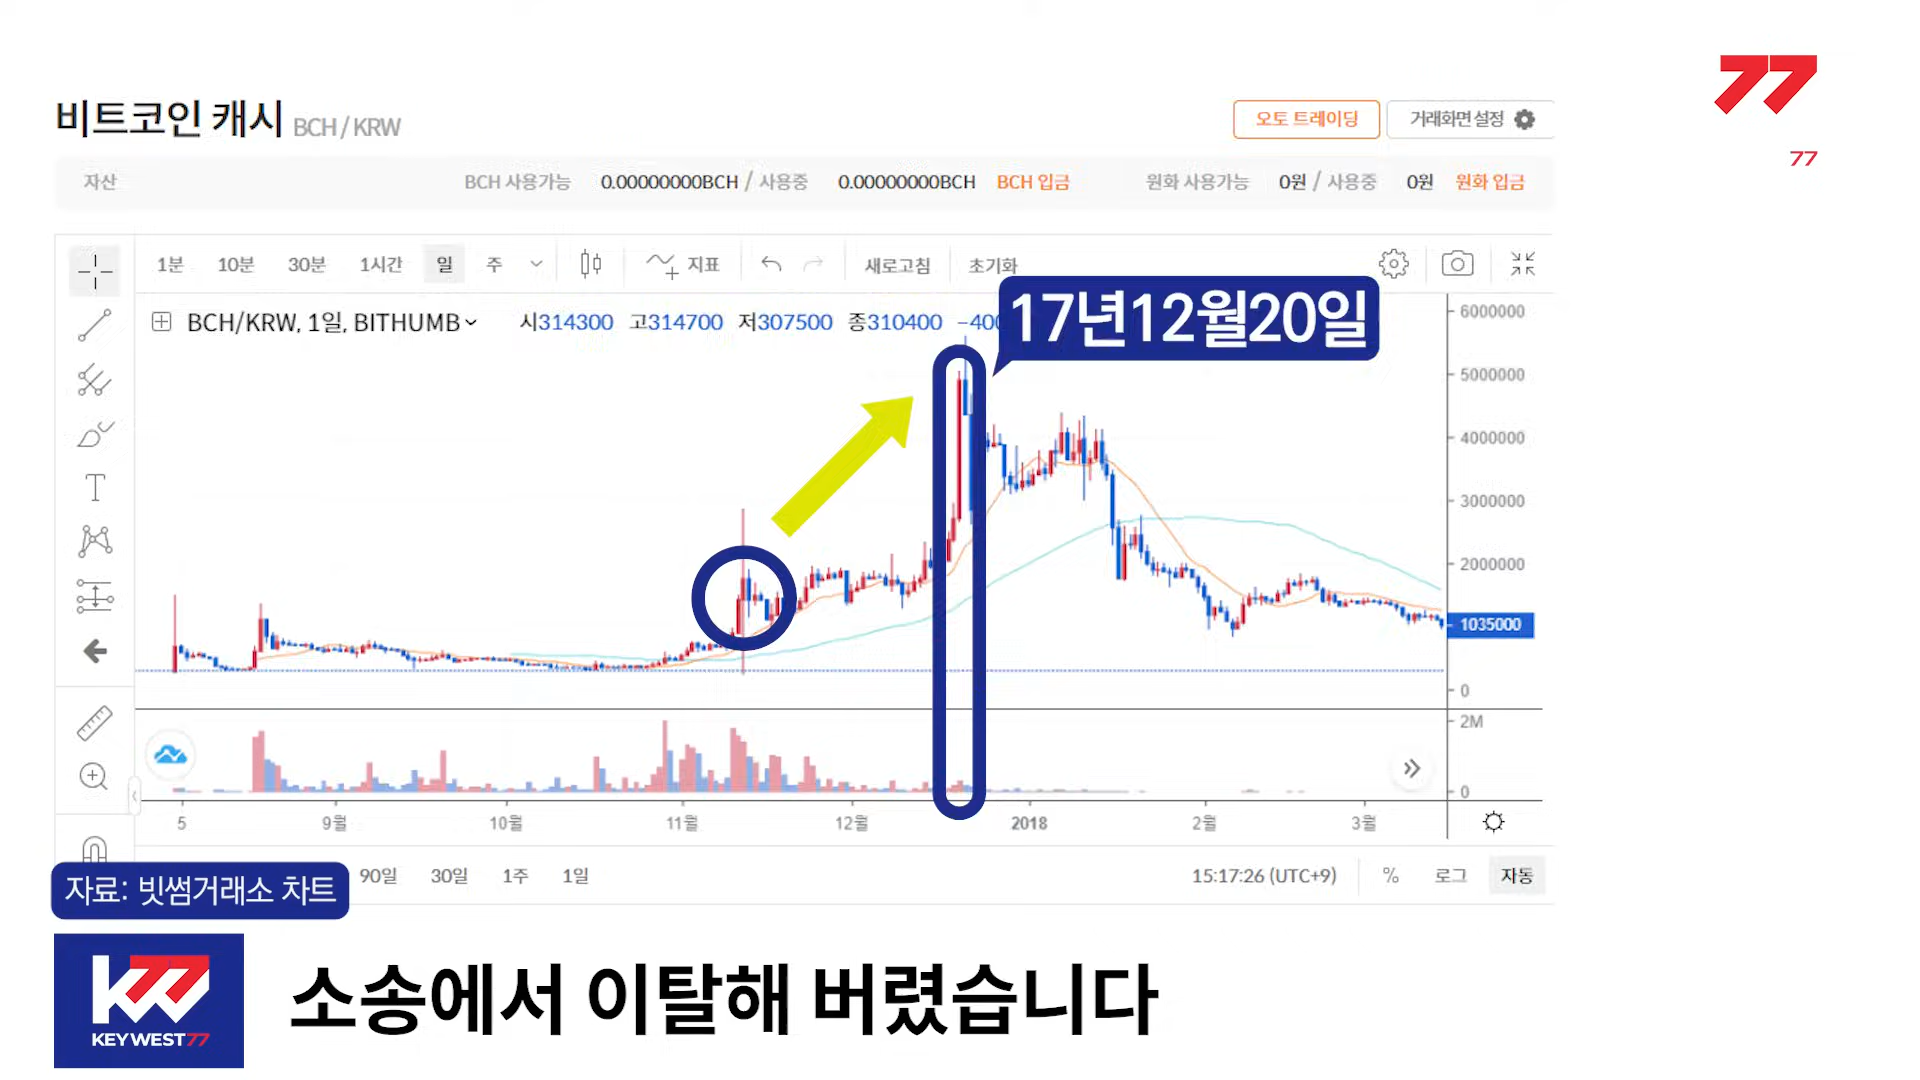 77
77
비트코인 캐시 BCH / KRW
오토 트레이딩
거래화면 설정
자산
BCH 사용가능 0.00000000BCH / 사용중 0.00000000BCH BCH 입금
원화 사용가능 0원 / 사용중 0원 원화 입금
1분 10분 30분 1시간 일 주 지표 새로고침 초기화
BCH/KRW, 1일, BITHUMB 시314300 고314700 저307500 종310400 -400
17년12월20일
T
6000000
5000000
4000000
3000000
2000000
1035000
0
2M
0
5 9월 10월 11월 12월 2018 2월 3월
90일 30일 1주 1일
15:17:26 (UTC+9) % 로그 자동
자료: 빗썸거래소 차트
K77
KEYWEST77
소송에서 이탈해 버렸습니다